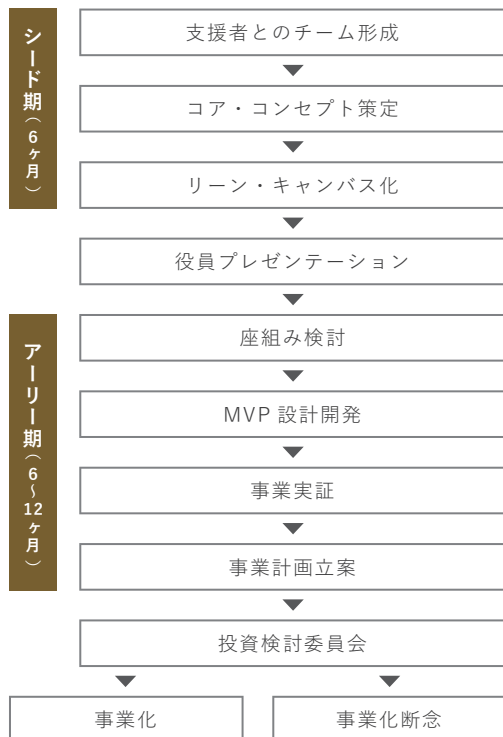 シード期（6ヶ月）
支援者とのチーム形成
コア・コンセプト策定
リーン・キャンバス化
役員プレゼンテーション
アーリー期（6〜12ヶ月）
座組み検討
MVP 設計開発
事業実証
事業計画立案
投資検討委員会
事業化
事業化断念